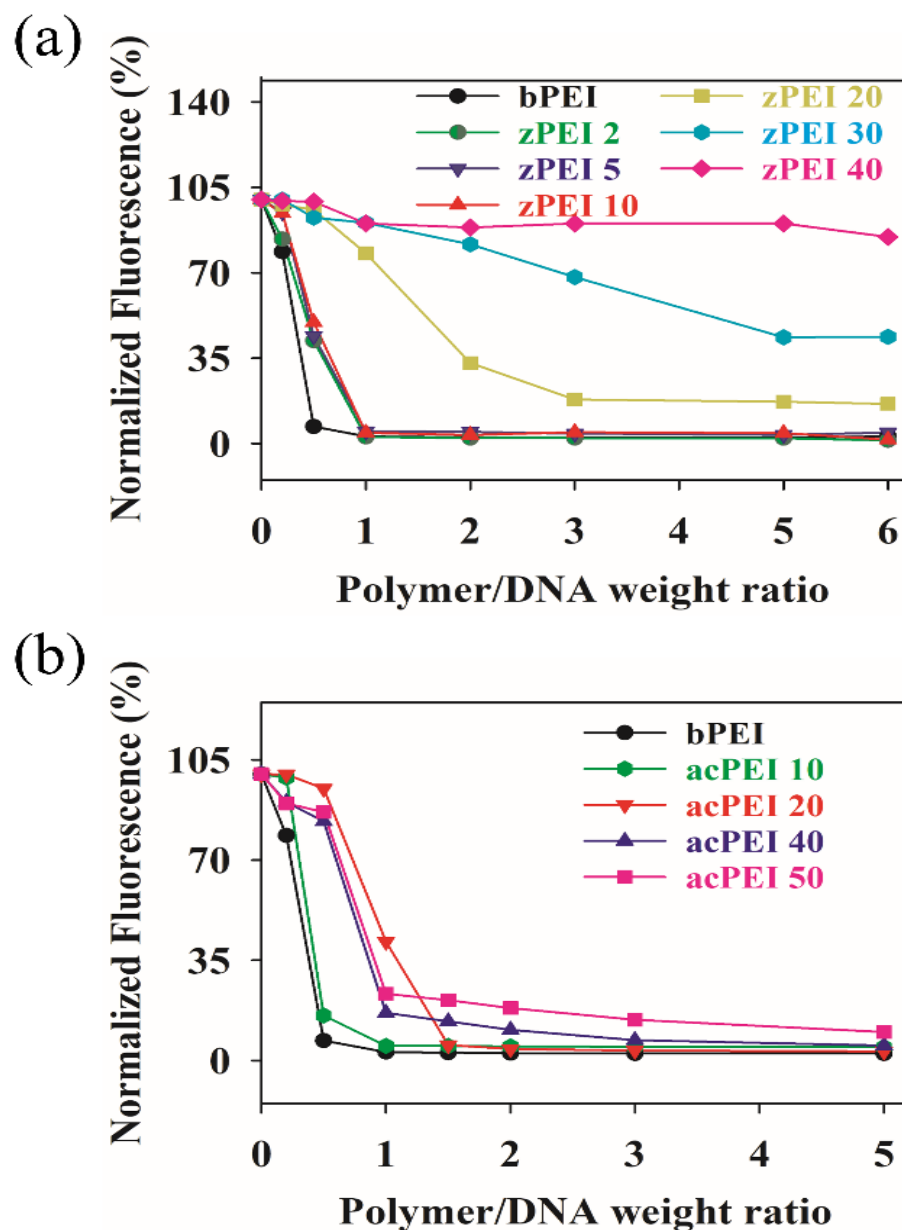 (a)
Normalized Fluorescence (%)
140
105
70
35
0
bPEI
zPEI 2
zPEI 5
zPEI 10
zPEI 20
zPEI 30
zPEI 40
0 1 2 3 4 5 6
Polymer/DNA weight ratio
(b)
Normalized Fluorescence (%)
105
70
35
0
bPEI
acPEI 10
acPEI 20
acPEI 40
acPEI 50
0 1 2 3 4 5
Polymer/DNA weight ratio